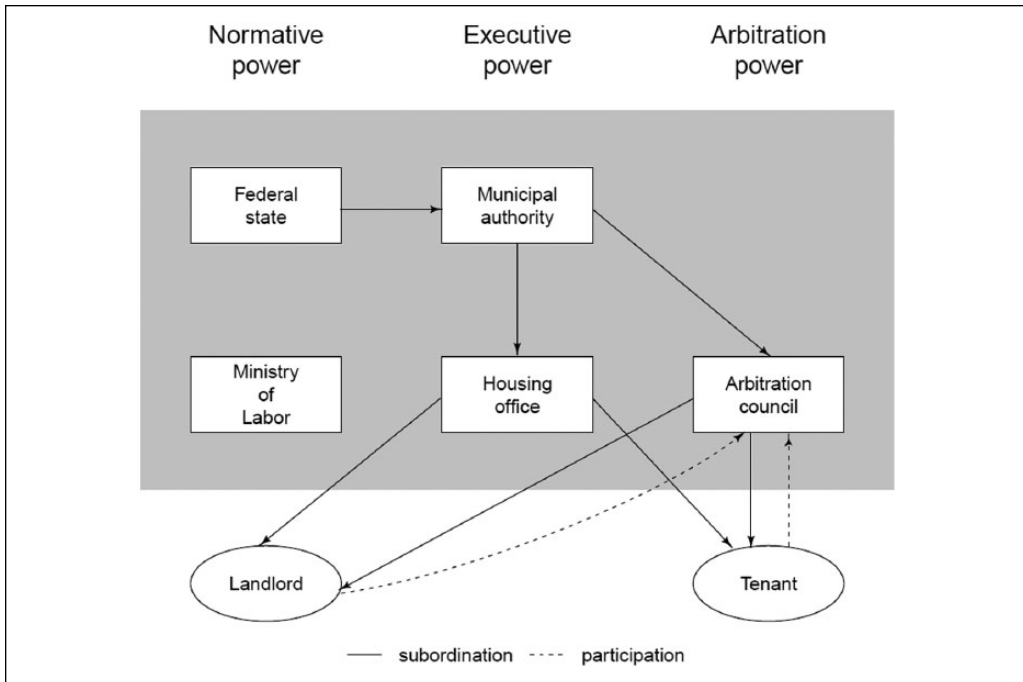 Normative
power
Executive
power
Arbitration
power
Federal
state
Municipal
authority
Ministry
of
Labor
Housing
office
Arbitration
council
Landlord
Tenant
subordination
participation